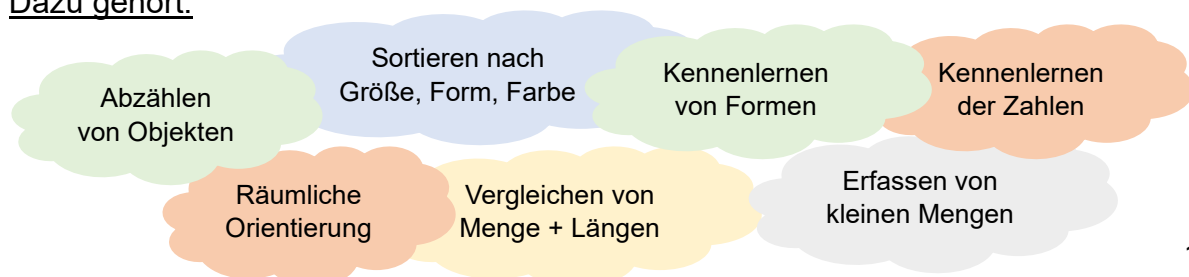 Dazu gehört:
Abzählen
von Objekten
Sortieren nach
Größe, Form, Farbe
Kennenlernen
von Formen
Kennenlernen
der Zahlen
Räumliche
Orientierung
Vergleichen von
Menge + Längen
Erfassen von
kleinen Mengen